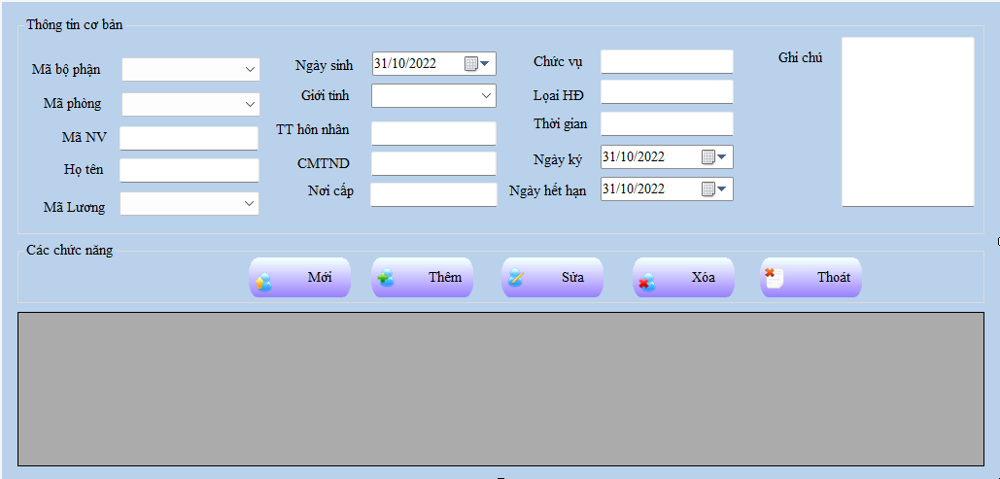 Thông tin cơ bản
Mã bộ phận
Mã phòng
Mã NV
Họ tên
Mã Lương
Ngày sinh 31/10/2022
Giới tính
TT hôn nhân
CMTND
Nơi cấp
Chức vụ
Lọai HĐ
Thời gian
Ngày ký 31/10/2022
Ngày hết hạn 31/10/2022
Ghi chú
Các chức năng
Mới Thêm Sửa Xóa Thoát